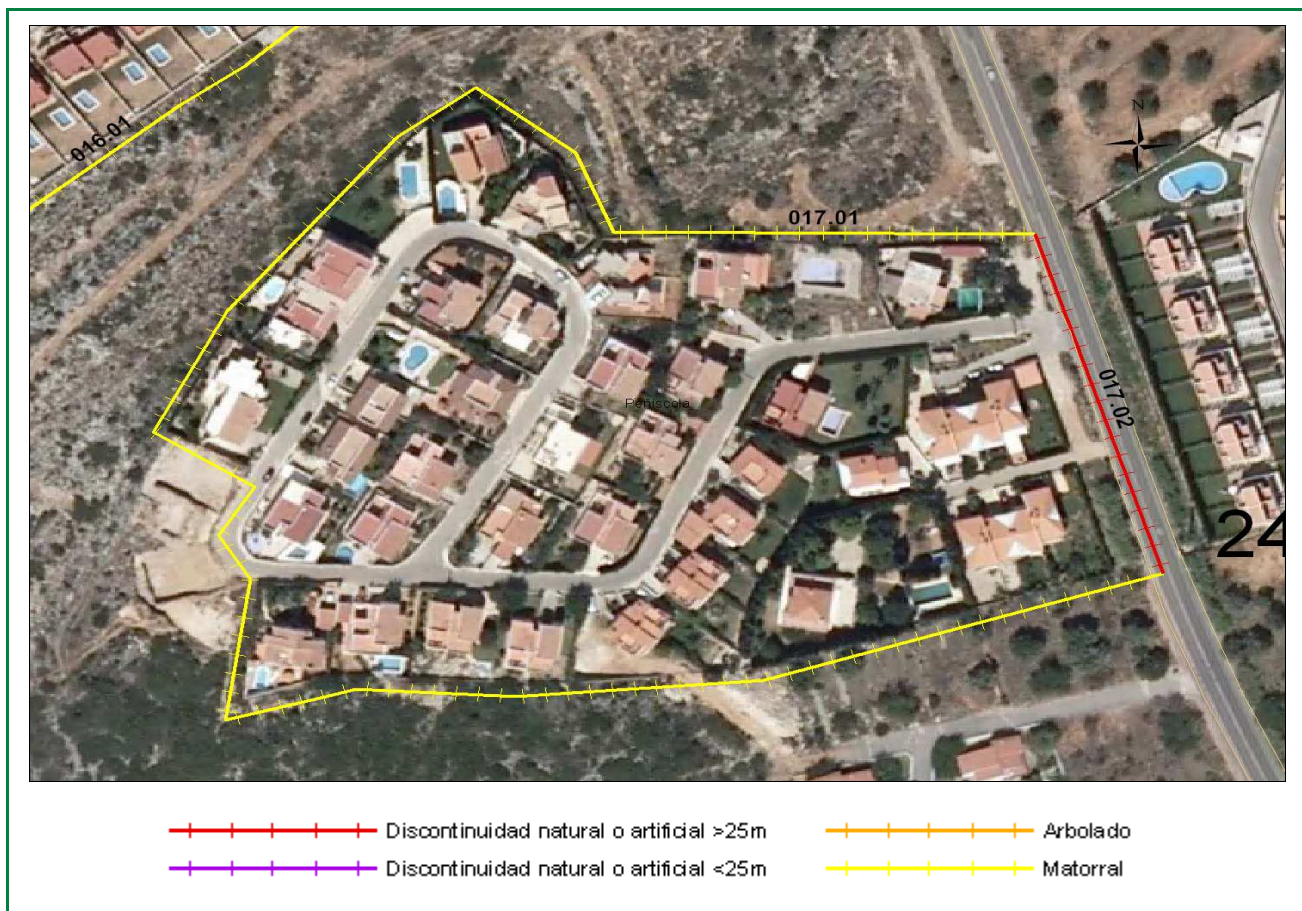 016.01
N
017.01
017.02
Peñíscola
24
Discontinuidad natural o artificial >25m
Arbolado
Discontinuidad natural o artificial <25m
Matorral